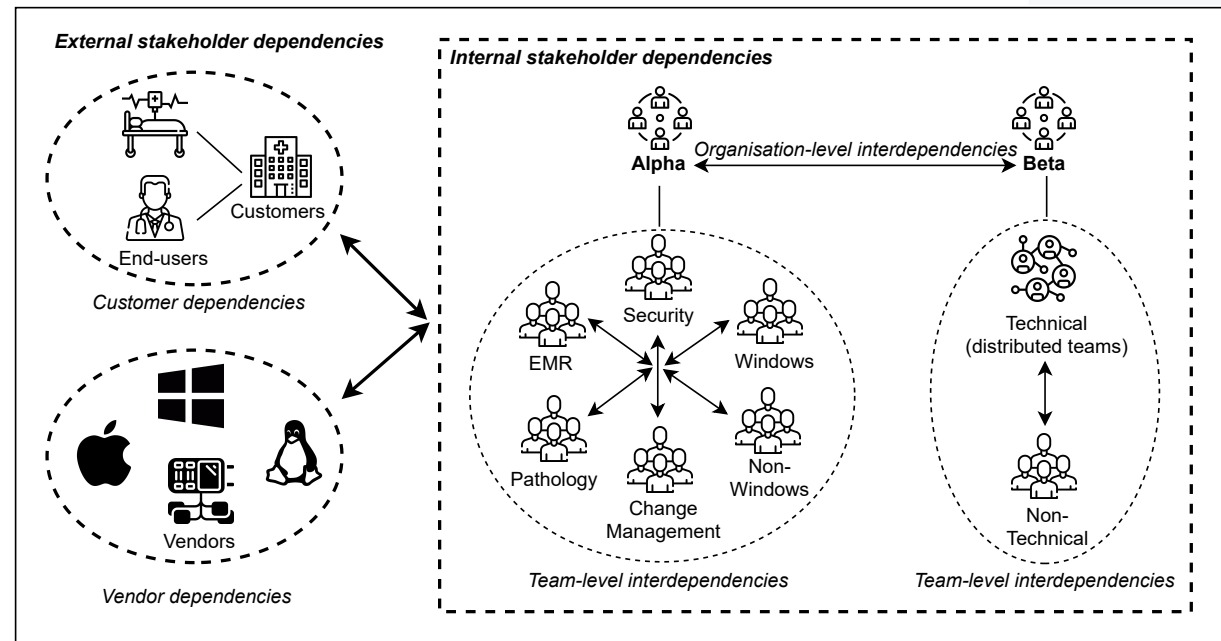 External stakeholder dependencies
End-users
Customers
Customer dependencies
Vendors
Vendor dependencies
Internal stakeholder dependencies
Alpha
Organisation-level interdependencies
Beta
Security
EMR
Windows
Pathology
Change
Management
Non-
Windows
Team-level interdependencies
Technical
(distributed teams)
Non-
Technical
Team-level interdependencies